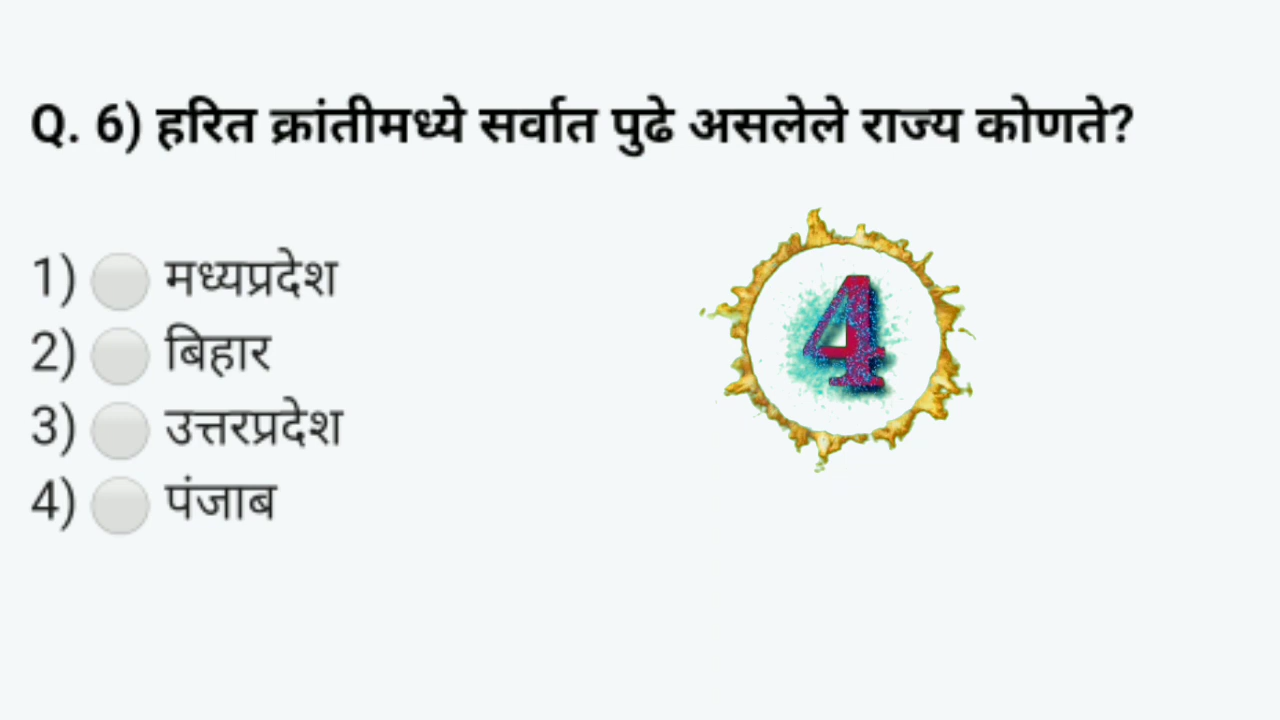 Q. 6) हरित क्रांतीमध्ये सर्वात पुढे असलेले राज्य कोणते?
1) मध्यप्रदेश
2) बिहार
3) उत्तरप्रदेश
4) पंजाब
4